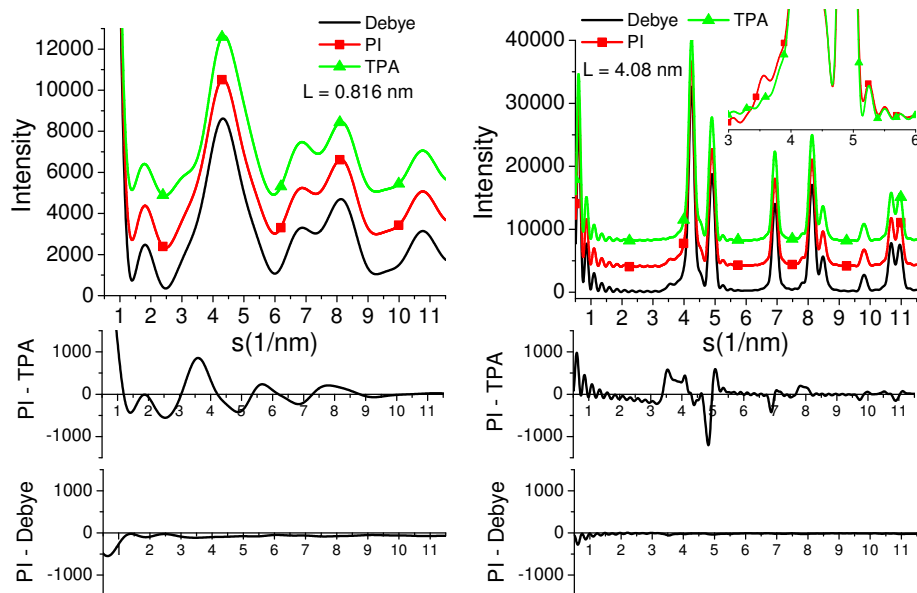 Debye
PI
TPA
L = 0.816 nm
Intensity
0
2000
4000
6000
8000
10000
12000
1 2 3 4 5 6 7 8 9 10 11
s(1/nm)
PI - TPA
1000
0
-1000
1 2 3 4 5 6 7 8 9 10 11
PI - Debye
1000
0
-1000
1 2 3 4 5 6 7 8 9 10 11
Debye TPA
PI
L = 4.08 nm
3 4 5 6
Intensity
40000
30000
20000
10000
0
1 2 3 4 5 6 7 8 9 10 11
s(1/nm)
PI - TPA
1000
0
-1000
1 2 3 4 5 6 7 8 9 10 11
PI - Debye
1000
0
-1000
1 2 3 4 5 6 7 8 9 10 11